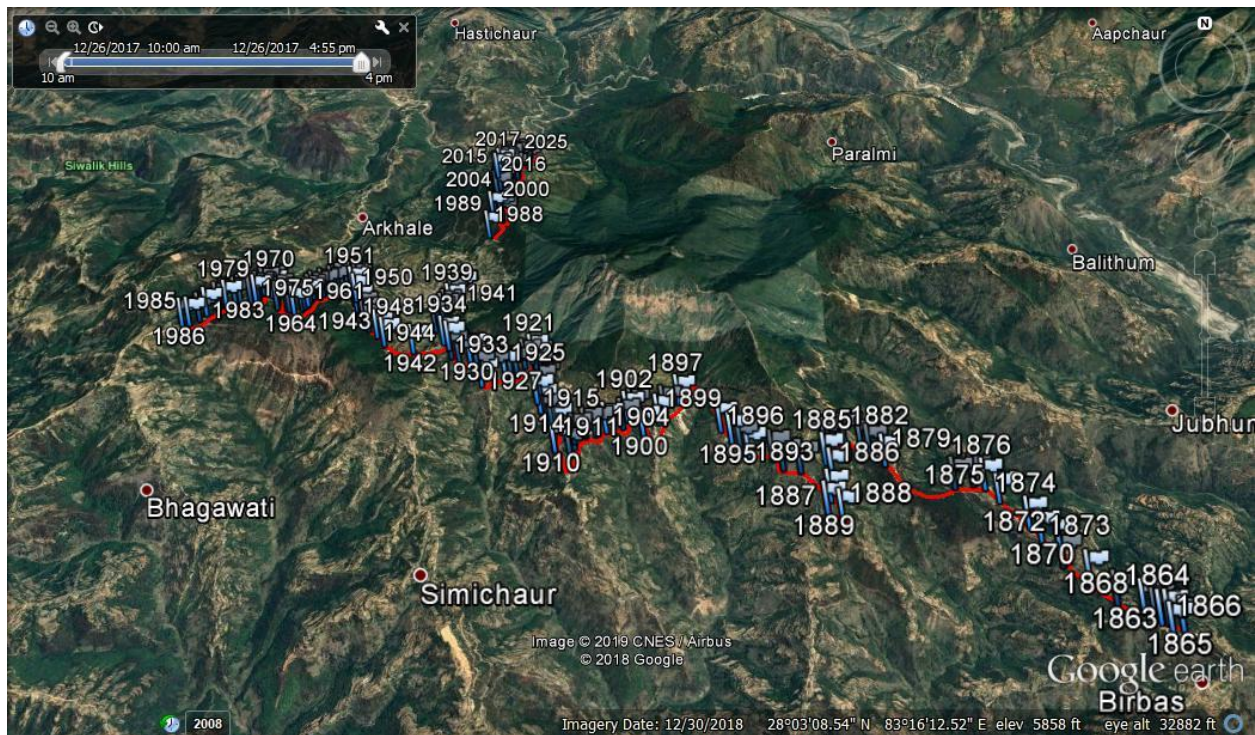 Hastichaur
Aapchaur
N
12/26/2017 10:00 am 12/26/2017 4:55 pm
10 am 4 pm
2017 2025
2015 2016
Paralmi
Siwalik Hills
2004 2000
1989 1988
Arkhale
1979 1970 1951
Balithum
1985 1975 1961 1950 1939 1941
1986 1983 1964 1943 1948 1934
1944 1942 1933 1921
1930 1927 1925
1897
1915 1902 1899
1914 1911 1904 1896 1885 1882
Jubhun
1910 1900 1895 1893 1886 1879 1876
1875
1887 1888 1874
Bhagawati
1889 1872 1873
1870
Simichaur
1868 1864
1863 1866
1865
Image © 2019 CNES / Airbus
© 2018 Google
Google earth
Birbas
2008
Imagery Date: 12/30/2018 28°03'08.54" N 83°16'12.52" E elev 5858 ft eye alt 32882 ft